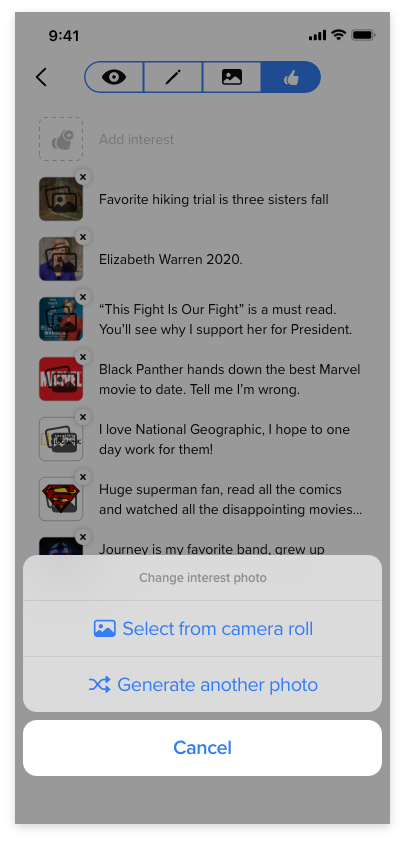 9:41
Add interest
x
Favorite hiking trial is three sisters fall
x
Elizabeth Warren 2020.
x
“This Fight Is Our Fight” is a must read.
You’ll see why I support her for President.
x
MARVEL
Black Panther hands down the best Marvel
movie to date. Tell me I’m wrong.
x
I love National Geographic, I hope to one
day work for them!
x
S
Huge superman fan, read all the comics
and watched all the disappointing movies...
x
Journey is my favorite band, grew up
Change interest photo
Select from camera roll
Generate another photo
Cancel